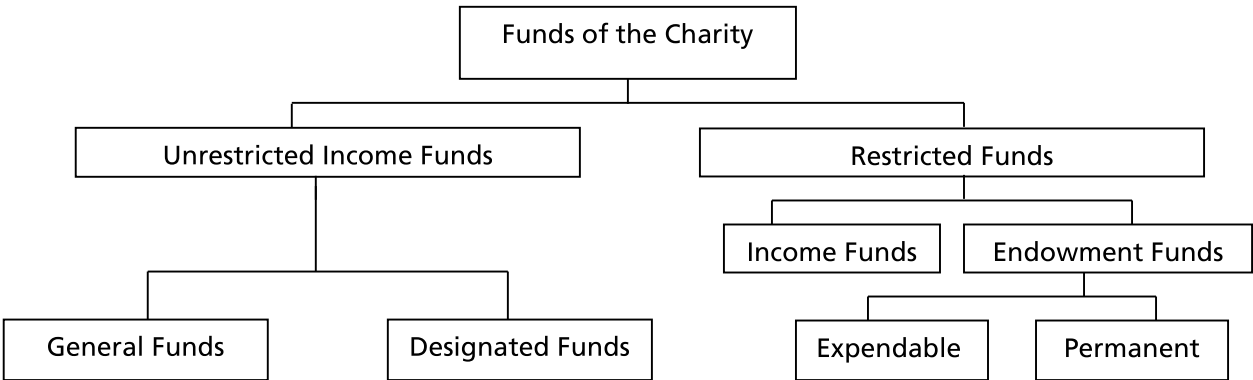 Funds of the Charity
Unrestricted Income Funds
Restricted Funds
Income Funds
Endowment Funds
General Funds
Designated Funds
Expendable
Permanent